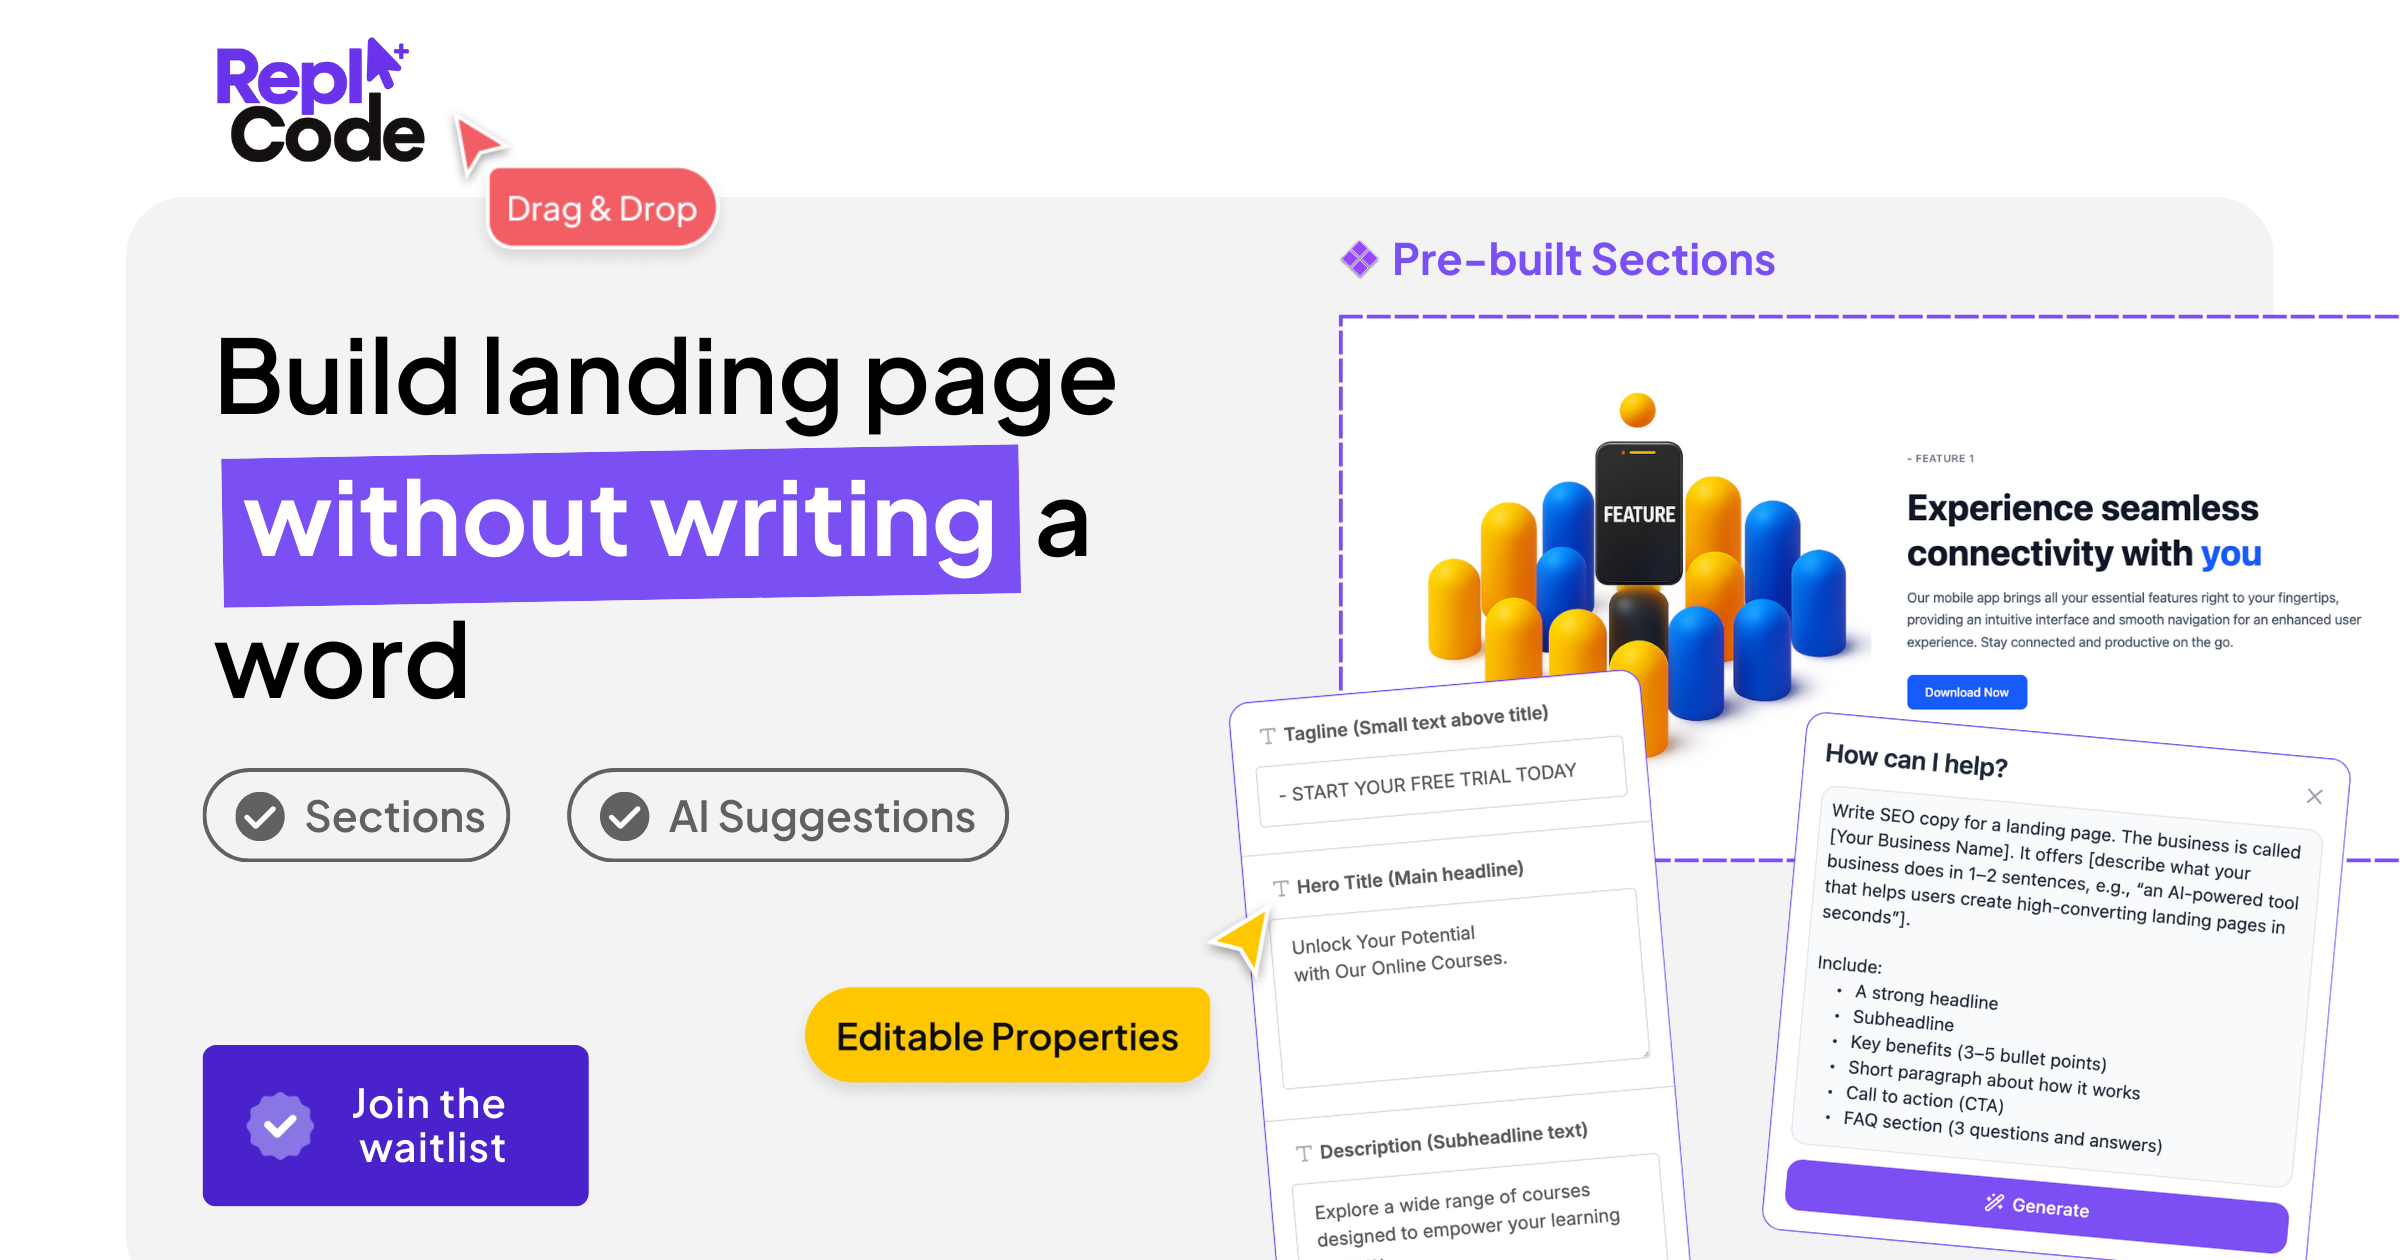 Repl
Code
Drag & Drop
Build landing page
without writing a
word
Sections
AI Suggestions
Join the
waitlist
Editable Properties
Pre-built Sections
FEATURE
- FEATURE 1
Experience seamless
connectivity with you
Our mobile app brings all your essential features right to your fingertips,
providing an intuitive interface and smooth navigation for an enhanced user
experience. Stay connected and productive on the go.
Download Now
Tagline (Small text above title)
- START YOUR FREE TRIAL TODAY
Hero Title (Main headline)
Unlock Your Potential
with Our Online Courses.
Description (Subheadline text)
Explore a wide range of courses
designed to empower your learning
How can I help?
Write SEO copy for a landing page. The business is called
[Your Business Name]. It offers [describe what your
business does in 1–2 sentences, e.g., “an AI-powered tool
that helps users create high-converting landing pages in
seconds”].
Include:
• A strong headline
• Subheadline
• Key benefits (3–5 bullet points)
• Short paragraph about how it works
• Call to action (CTA)
• FAQ section (3 questions and answers)
Generate